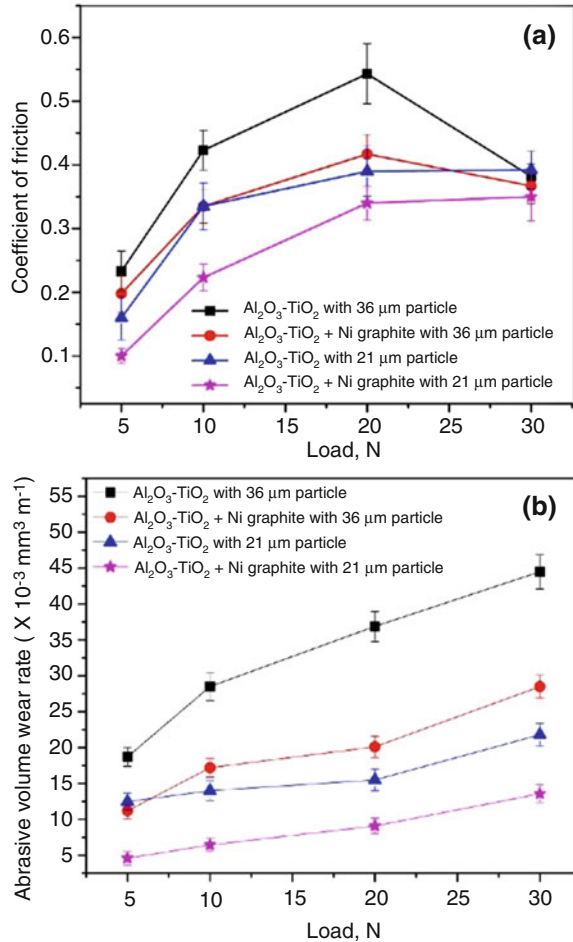 (a)
0.6
0.5
0.4
0.3
0.2
0.1
Coefficient of friction
Al₂O₃-TiO₂ with 36 μm particle
Al₂O₃-TiO₂ + Ni graphite with 36 μm particle
Al₂O₃-TiO₂ with 21 μm particle
Al₂O₃-TiO₂ + Ni graphite with 21 μm particle
5 10 15 20 25 30
Load, N
(b)
55
50
45
40
35
30
25
20
15
10
5
Abrasive volume wear rate ( X 10⁻³ mm³ m⁻¹)
Al₂O₃-TiO₂ with 36 μm particle
Al₂O₃-TiO₂ + Ni graphite with 36 μm particle
Al₂O₃-TiO₂ with 21 μm particle
Al₂O₃-TiO₂ + Ni graphite with 21 μm particle
5 10 15 20 25 30
Load, N